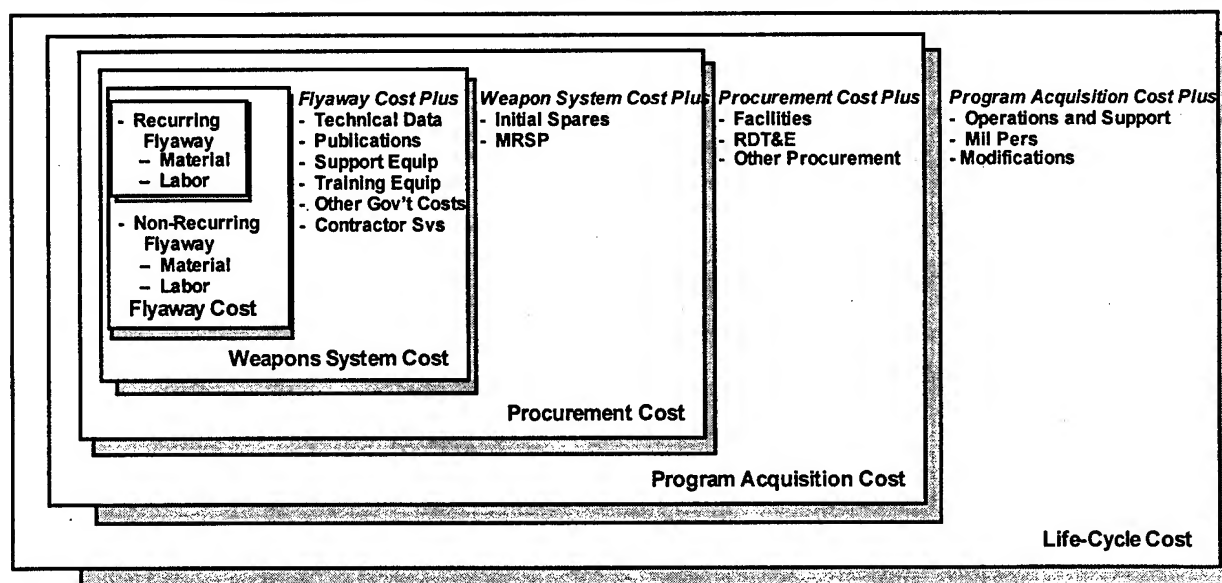 - Recurring
Flyaway
– Material
– Labor
- Non-Recurring
Flyaway
– Material
– Labor
Flyaway Cost
Flyaway Cost Plus
- Technical Data
- Publications
- Support Equip
- Training Equip
- Other Gov't Costs
- Contractor Svs
Weapons System Cost
Weapon System Cost Plus
- Initial Spares
- MRSP
Procurement Cost
Procurement Cost Plus
- Facilities
- RDT&E
- Other Procurement
Program Acquisition Cost
Program Acquisition Cost Plus
- Operations and Support
- Mil Pers
- Modifications
Life-Cycle Cost